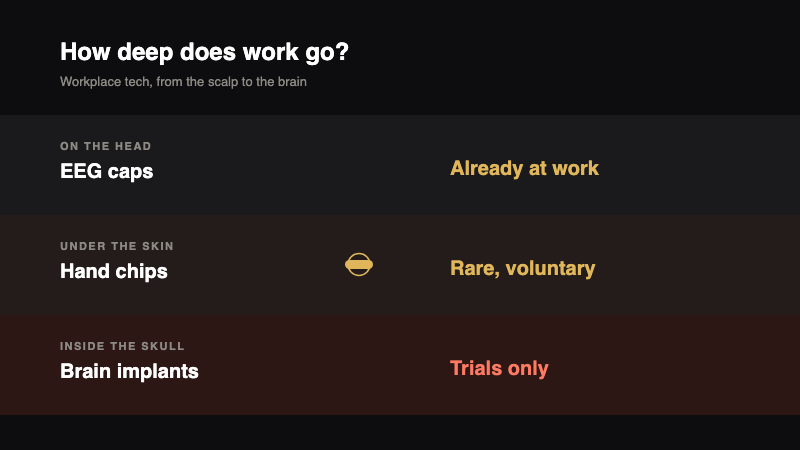 How deep does work go?
Workplace tech, from the scalp to the brain
ON THE HEAD
EEG caps
Already at work
UNDER THE SKIN
Hand chips
Rare, voluntary
INSIDE THE SKULL
Brain implants
Trials only